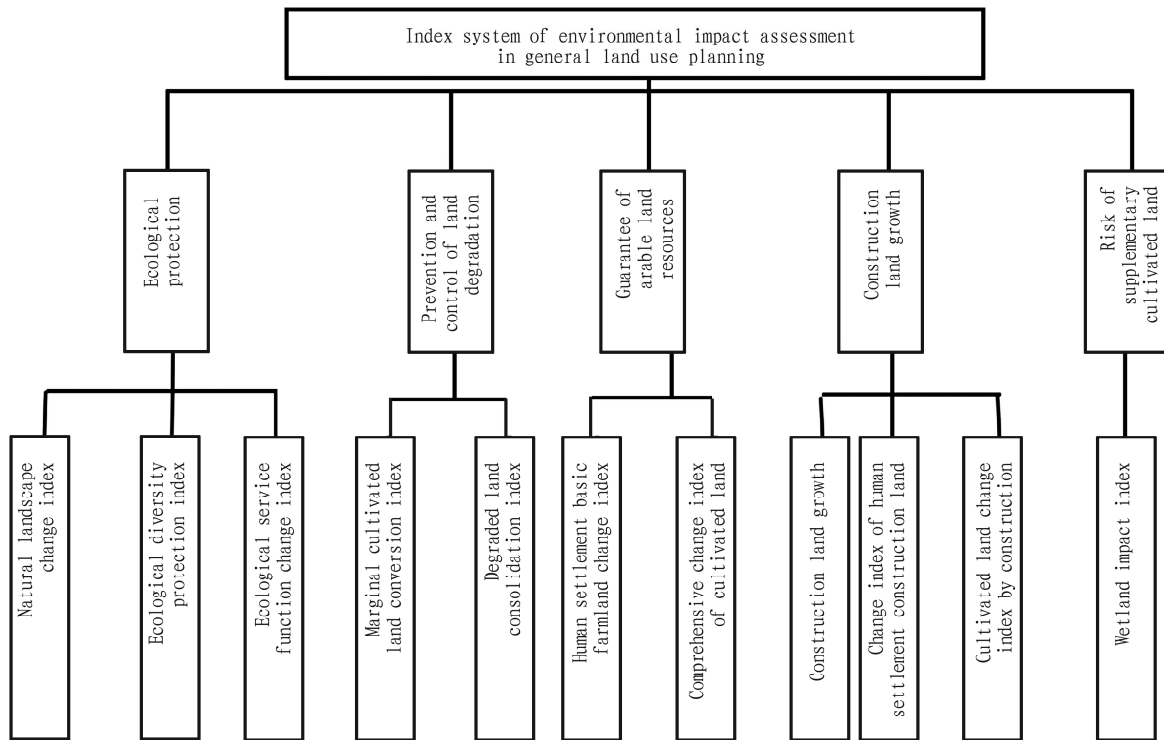 Index system of environmental impact assessment
in general land use planning
Ecological
protection
Prevention and
control of land
degradation
Guarantee of
arable land
resources
Construction
land growth
Risk of
supplementary
cultivated land
Natural landscape
change index
Ecological diversity
protection index
Ecological service
function change index
Marginal cultivated
land conversion index
Degraded land
consolidation index
Human settlement basic
farmland change index
Comprehensive change index
of cultivated land
Construction land growth
Change index of human
settlement construction land
Cultivated land change
index by construction
Wetland impact index